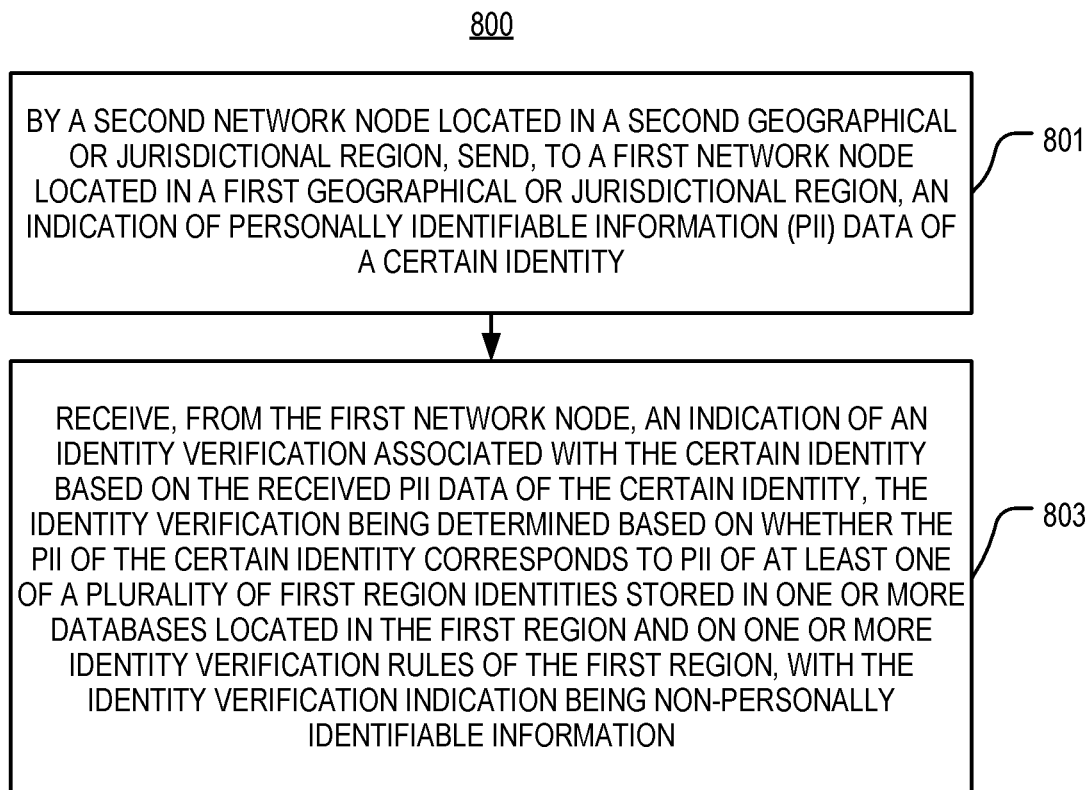 800
BY A SECOND NETWORK NODE LOCATED IN A SECOND GEOGRAPHICAL
OR JURISDICTIONAL REGION, SEND, TO A FIRST NETWORK NODE
LOCATED IN A FIRST GEOGRAPHICAL OR JURISDICTIONAL REGION, AN
INDICATION OF PERSONALLY IDENTIFIABLE INFORMATION (PII) DATA OF
A CERTAIN IDENTITY
801
RECEIVE, FROM THE FIRST NETWORK NODE, AN INDICATION OF AN
IDENTITY VERIFICATION ASSOCIATED WITH THE CERTAIN IDENTITY
BASED ON THE RECEIVED PII DATA OF THE CERTAIN IDENTITY, THE
IDENTITY VERIFICATION BEING DETERMINED BASED ON WHETHER THE
PII OF THE CERTAIN IDENTITY CORRESPONDS TO PII OF AT LEAST ONE
OF A PLURALITY OF FIRST REGION IDENTITIES STORED IN ONE OR MORE
DATABASES LOCATED IN THE FIRST REGION AND ON ONE OR MORE
IDENTITY VERIFICATION RULES OF THE FIRST REGION, WITH THE
IDENTITY VERIFICATION INDICATION BEING NON-PERSONALLY
IDENTIFIABLE INFORMATION
803